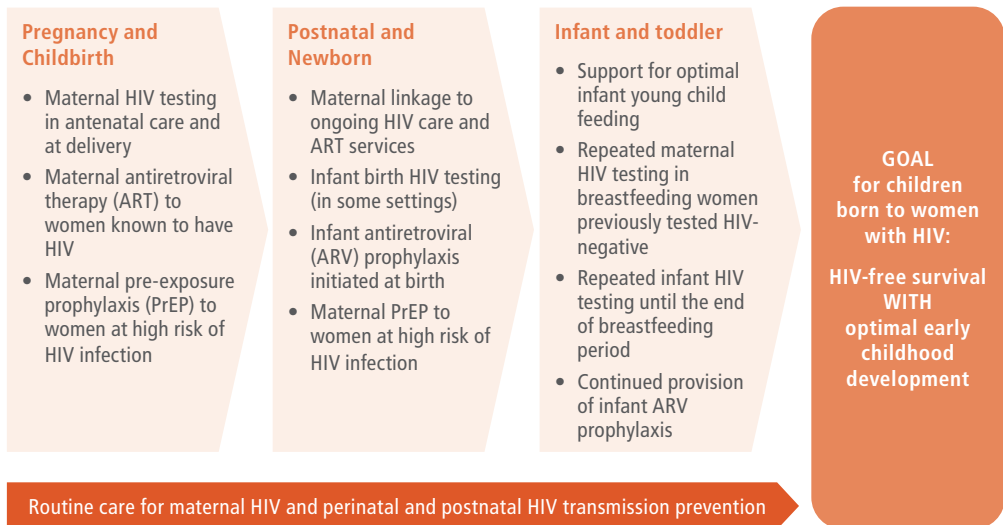 Pregnancy and
Childbirth
• Maternal HIV testing
in antenatal care and
at delivery
• Maternal antiretroviral
therapy (ART) to
women known to have
HIV
• Maternal pre-exposure
prophylaxis (PrEP) to
women at high risk of
HIV infection
Postnatal and
Newborn
• Maternal linkage to
ongoing HIV care and
ART services
• Infant birth HIV testing
(in some settings)
• Infant antiretroviral
(ARV) prophylaxis
initiated at birth
• Maternal PrEP to
women at high risk of
HIV infection
Infant and toddler
• Support for optimal
infant young child
feeding
• Repeated maternal
HIV testing in
breastfeeding women
previously tested HIV-
negative
• Repeated infant HIV
testing until the end
of breastfeeding
period
• Continued provision
of infant ARV
prophylaxis
GOAL
for children
born to women
with HIV:
HIV-free survival
WITH
optimal early
childhood
development
Routine care for maternal HIV and perinatal and postnatal HIV transmission prevention